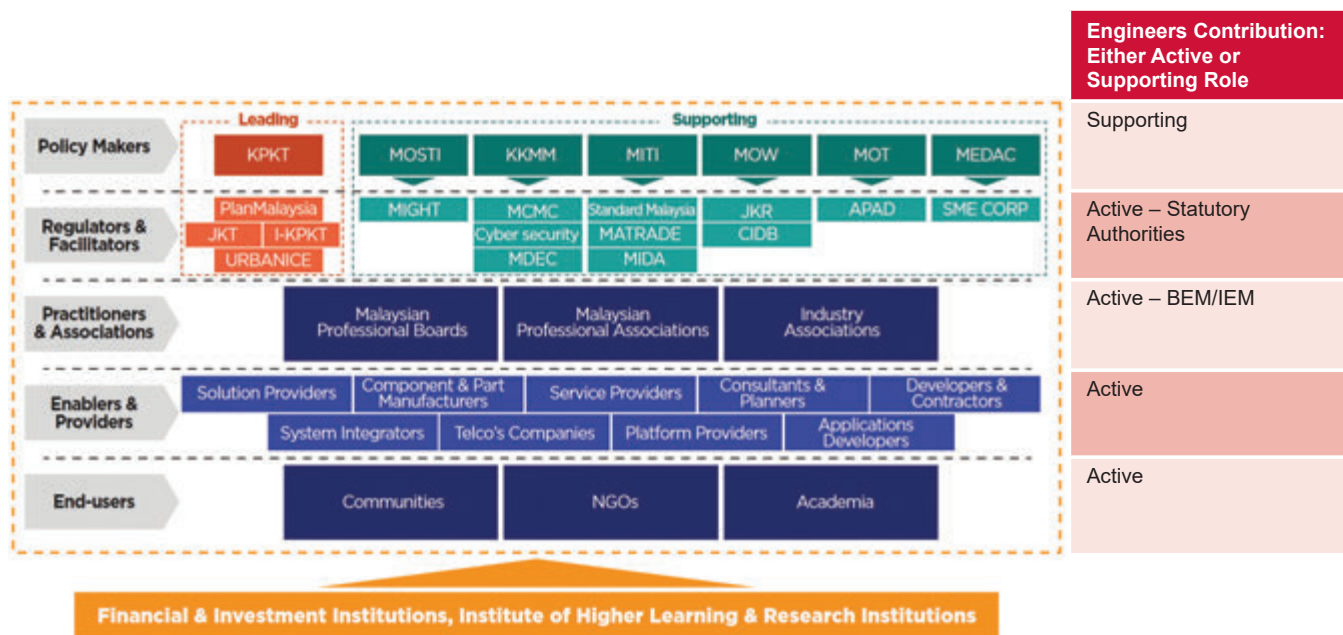 Engineers Contribution:
Either Active or
Supporting Role
Leading
Supporting
Policy Makers
KPKT
MOSTI
KKMM
MITI
MOW
MOT
MEDAC
Supporting
Regulators &
Facilitators
PlanMalaysia
JKT
I-KPKT
URBANICE
MIGHT
MCMC
Cyber security
MDEC
Standard Malaysia
MATRADE
MIDA
JKR
CIDB
APAD
SME CORP
Active – Statutory
Authorities
Practitioners
& Associations
Malaysian
Professional Boards
Malaysian
Professional Associations
Industry
Associations
Active – BEM/IEM
Enablers &
Providers
Solution Providers
Component & Part
Manufacturers
Service Providers
Consultants &
Planners
Developers &
Contractors
System Integrators
Telco's Companies
Platform Providers
Applications
Developers
Active
End-users
Communities
NGOs
Academia
Active
Financial & Investment Institutions, Institute of Higher Learning & Research Institutions